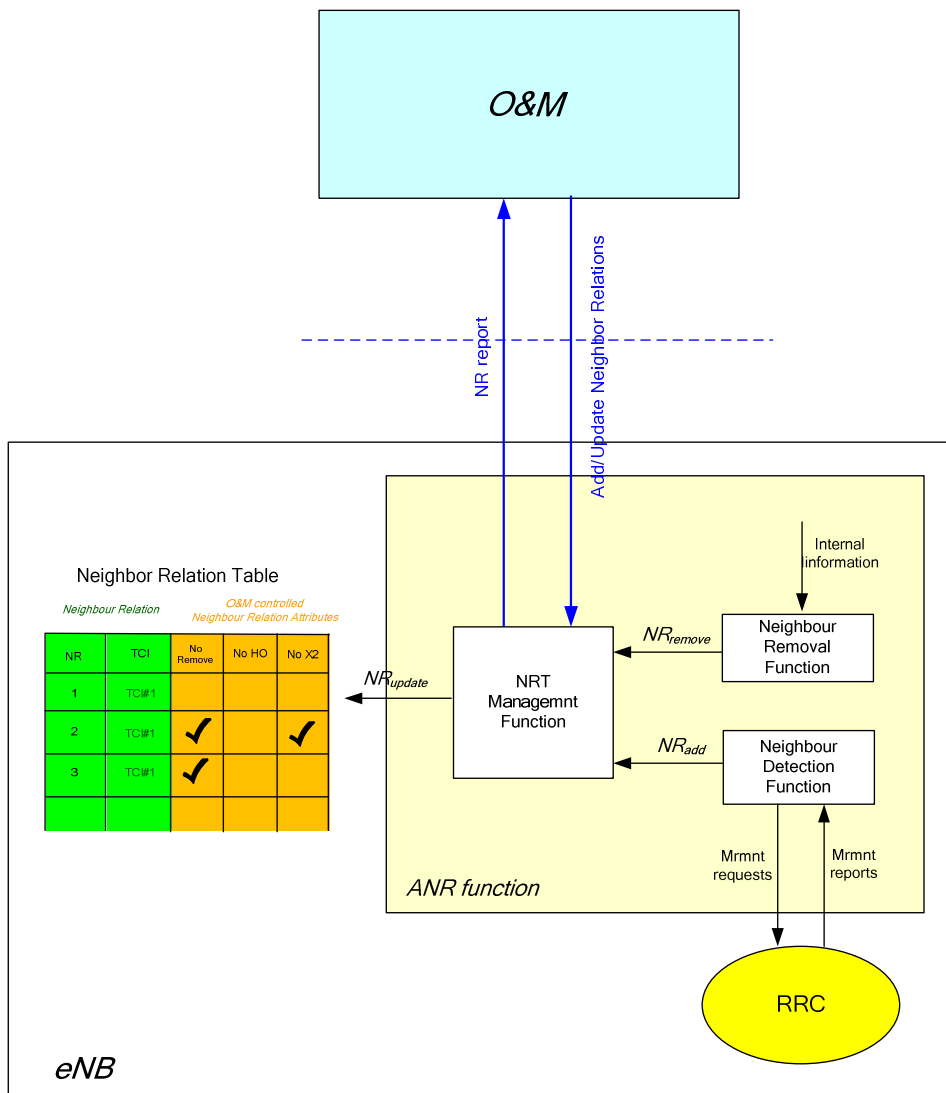 O&M
NR report
Add/Update Neighbor Relations
Internal
Iinformation
Neighbor Relation Table
Neighbour Relation
O&M controlled
Neighbour Relation Attributes
NR
TCI
No
Remove
No HO
No X2
1
TCI#1
2
TCI#1
3
TCI#1
NRupdate
NRT
Managemnt
Function
NRremove
Neighbour
Removal
Function
NRadd
Neighbour
Detection
Function
Mrmnt
requests
Mrmnt
reports
ANR function
RRC
eNB